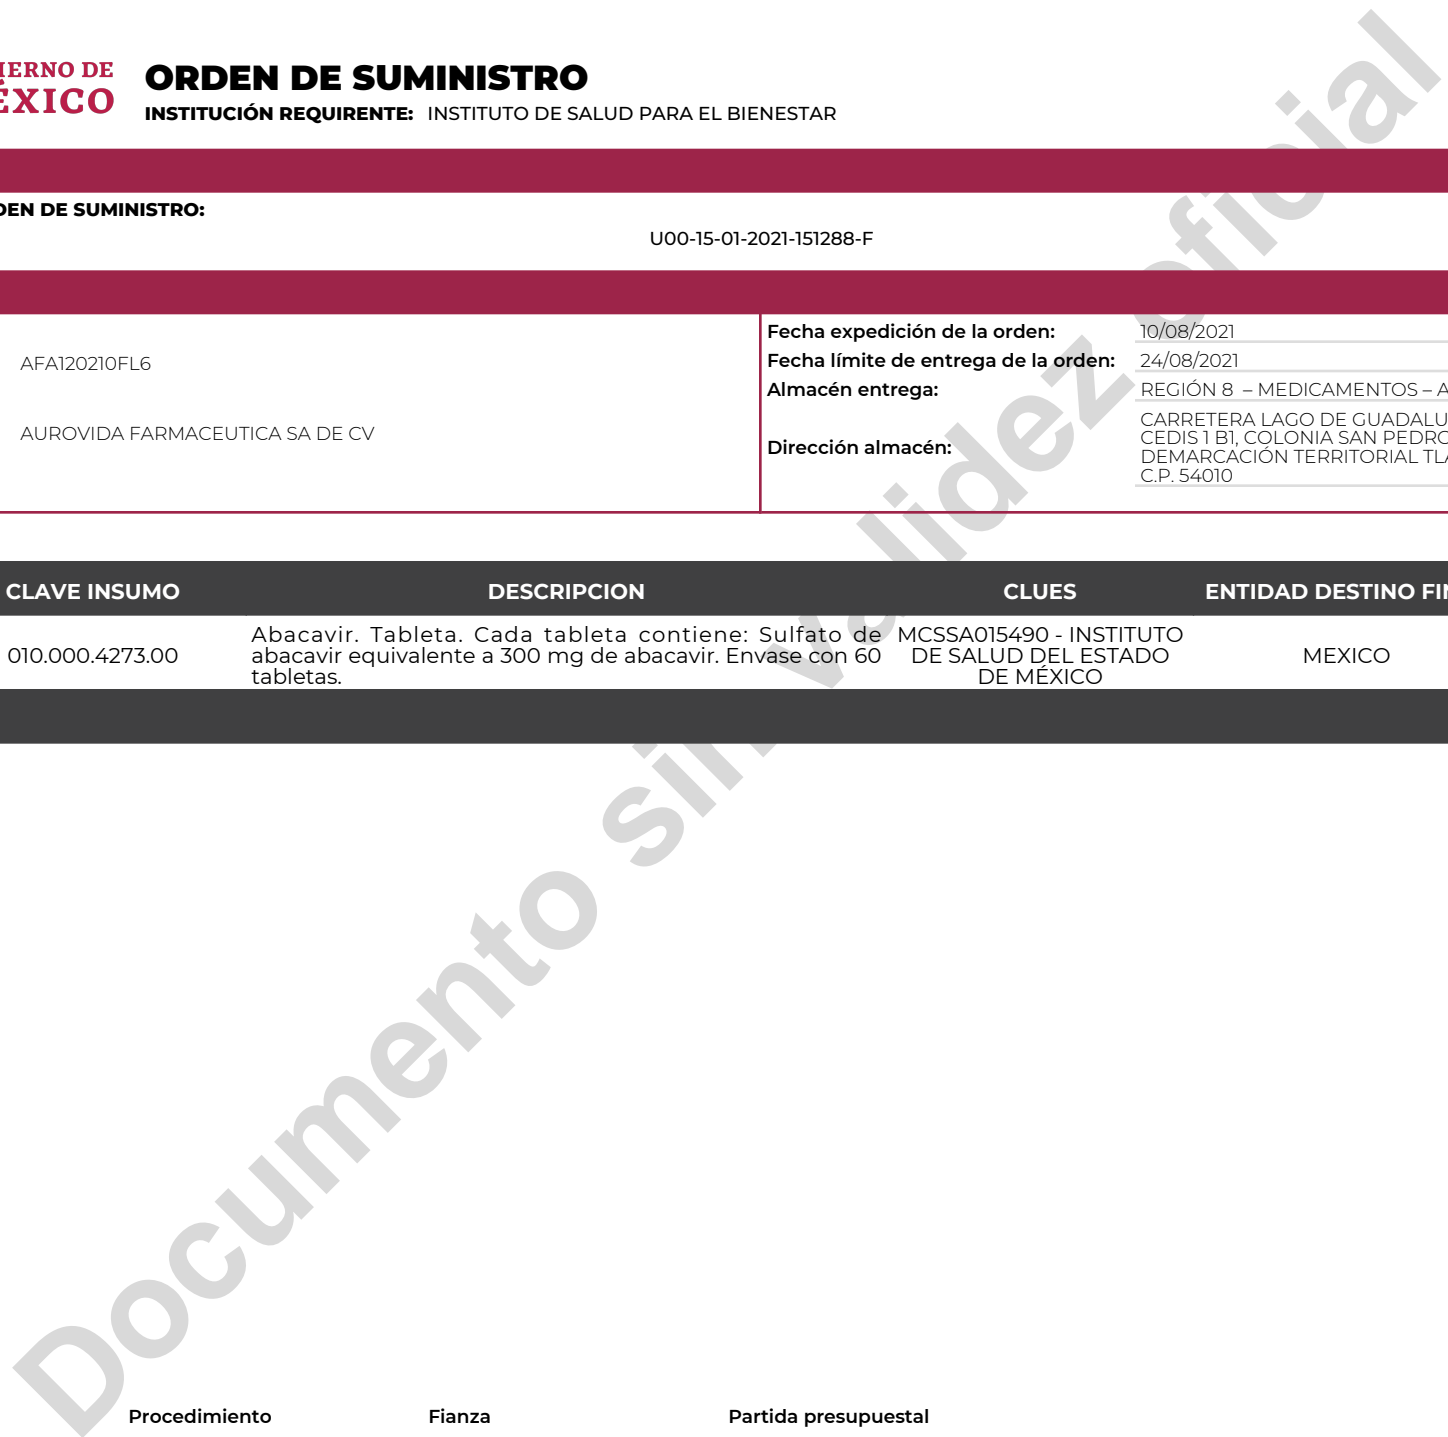 IERNO DE
ÉXICO
ORDEN DE SUMINISTRO
INSTITUCIÓN REQUIRENTE: INSTITUTO DE SALUD PARA EL BIENESTAR
DEN DE SUMINISTRO:
U00-15-01-2021-151288-F
AFA120210FL6
AUROVIDA FARMACEUTICA SA DE CV
Fecha expedición de la orden: 10/08/2021
Fecha límite de entrega de la orden: 24/08/2021
Almacén entrega: REGIÓN 8 – MEDICAMENTOS – A
Dirección almacén:
CARRETERA LAGO DE GUADALU
CEDIS 1 B1, COLONIA SAN PEDRO
DEMARCACIÓN TERRITORIAL TLA
C.P. 54010
CLAVE INSUMO DESCRIPCION CLUES ENTIDAD DESTINO FIN
010.000.4273.00
Abacavir. Tableta. Cada tableta contiene: Sulfato de
abacavir equivalente a 300 mg de abacavir. Envase con 60
tabletas.
MCSSA015490 - INSTITUTO
DE SALUD DEL ESTADO
DE MÉXICO
MEXICO
Documento sin validez oficial
Procedimiento Fianza Partida presupuestal